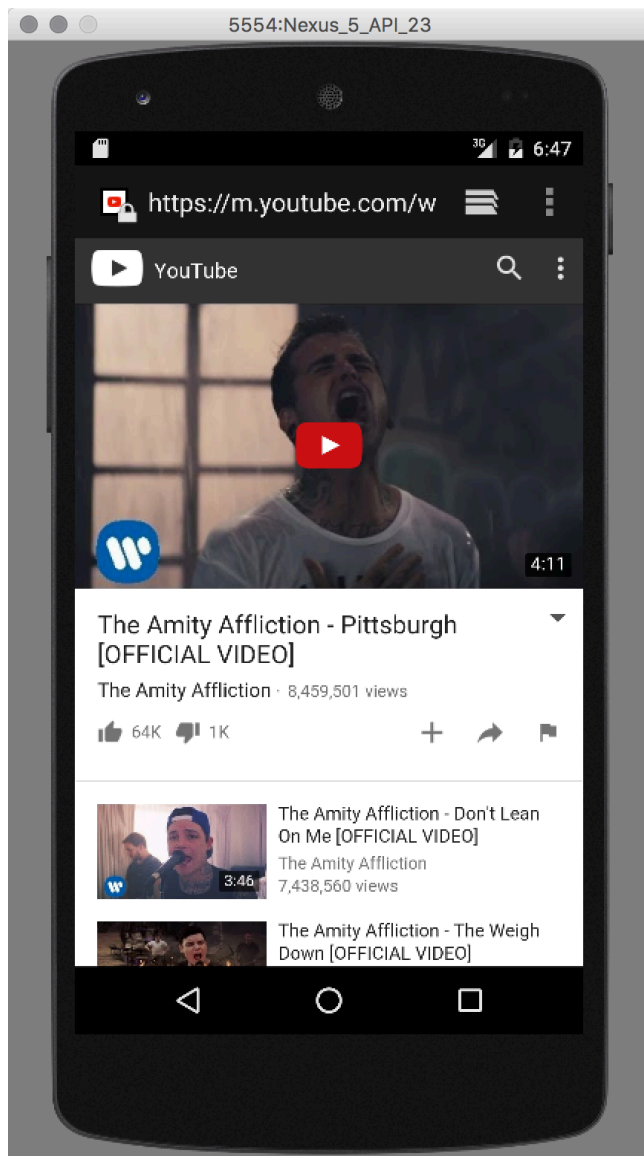 5554:Nexus_5_API_23
3G 6:47
https://m.youtube.com/w
YouTube
4:11
The Amity Affliction - Pittsburgh
[OFFICIAL VIDEO]
The Amity Affliction · 8,459,501 views
64K 1K
The Amity Affliction - Don't Lean
On Me [OFFICIAL VIDEO]
The Amity Affliction
7,438,560 views
3:46
The Amity Affliction - The Weigh
Down [OFFICIAL VIDEO]